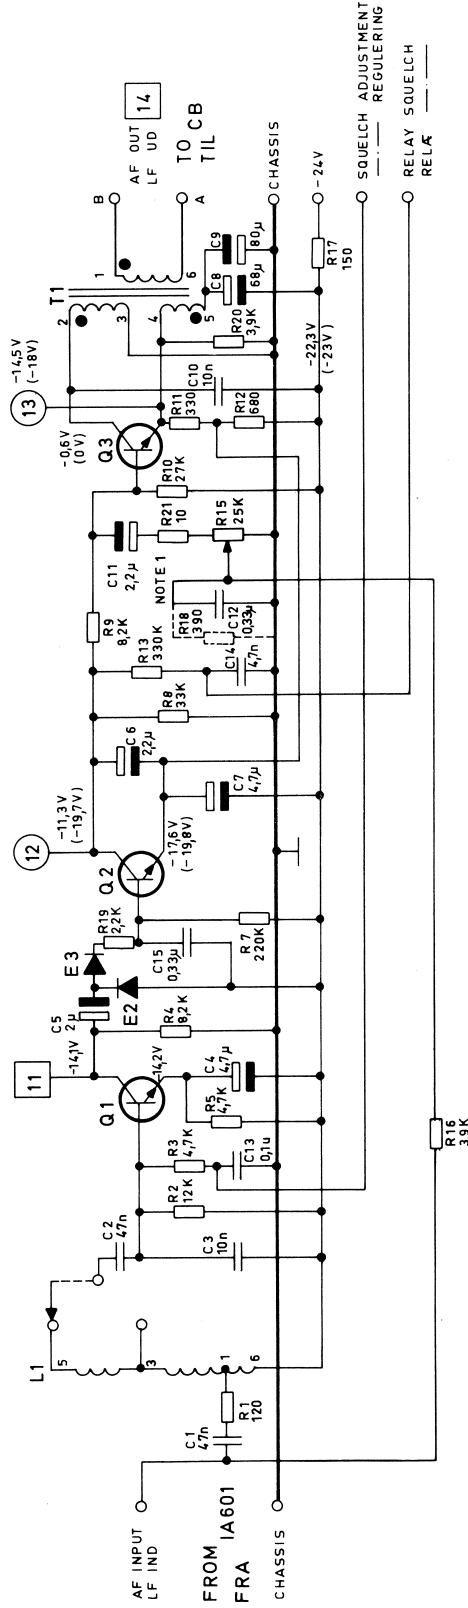 AF INPUT
LF IND
FROM IA601
FRA
CHASSIS
C1
47n
R1
120
L1
5
3
1
6
C2
47n
C3
10n
R2
12K
R3
4,7K
C13
0,1u
Q1
-14,2V
R5
4,7K
C4
4,7µ
11
-14,1V
C5
2µ
R4
8,2K
E2
E3
R19
2,2K
C15
0,33µ
R7
220K
Q2
12
-11,3V
(-19,7V)
-17,6V
(-19,8V)
C6
2,2µ
C7
4,7µ
R8
33K
R13
330K
C14
4,7n
R9
8,2K
R18
390
C12
0,33µ
NOTE 1
C11
2,2µ
R21
10
R15
25K
R10
27K
Q3
-0,6V
(0V)
13
-14,5V
(-18V)
R11
330
R12
680
C10
10n
R20
3,9K
T1
2
3
4
5
1
6
C8
68µ
C9
80µ
-22,3V
(-23V)
R17
150
R16
39K
B
A
AF OUT
LF UD
14
TO CB
TIL
CHASSIS
-24V
SQUELCH ADJUSTMENT
REGULERING
RELAY SQUELCH
RELÆ